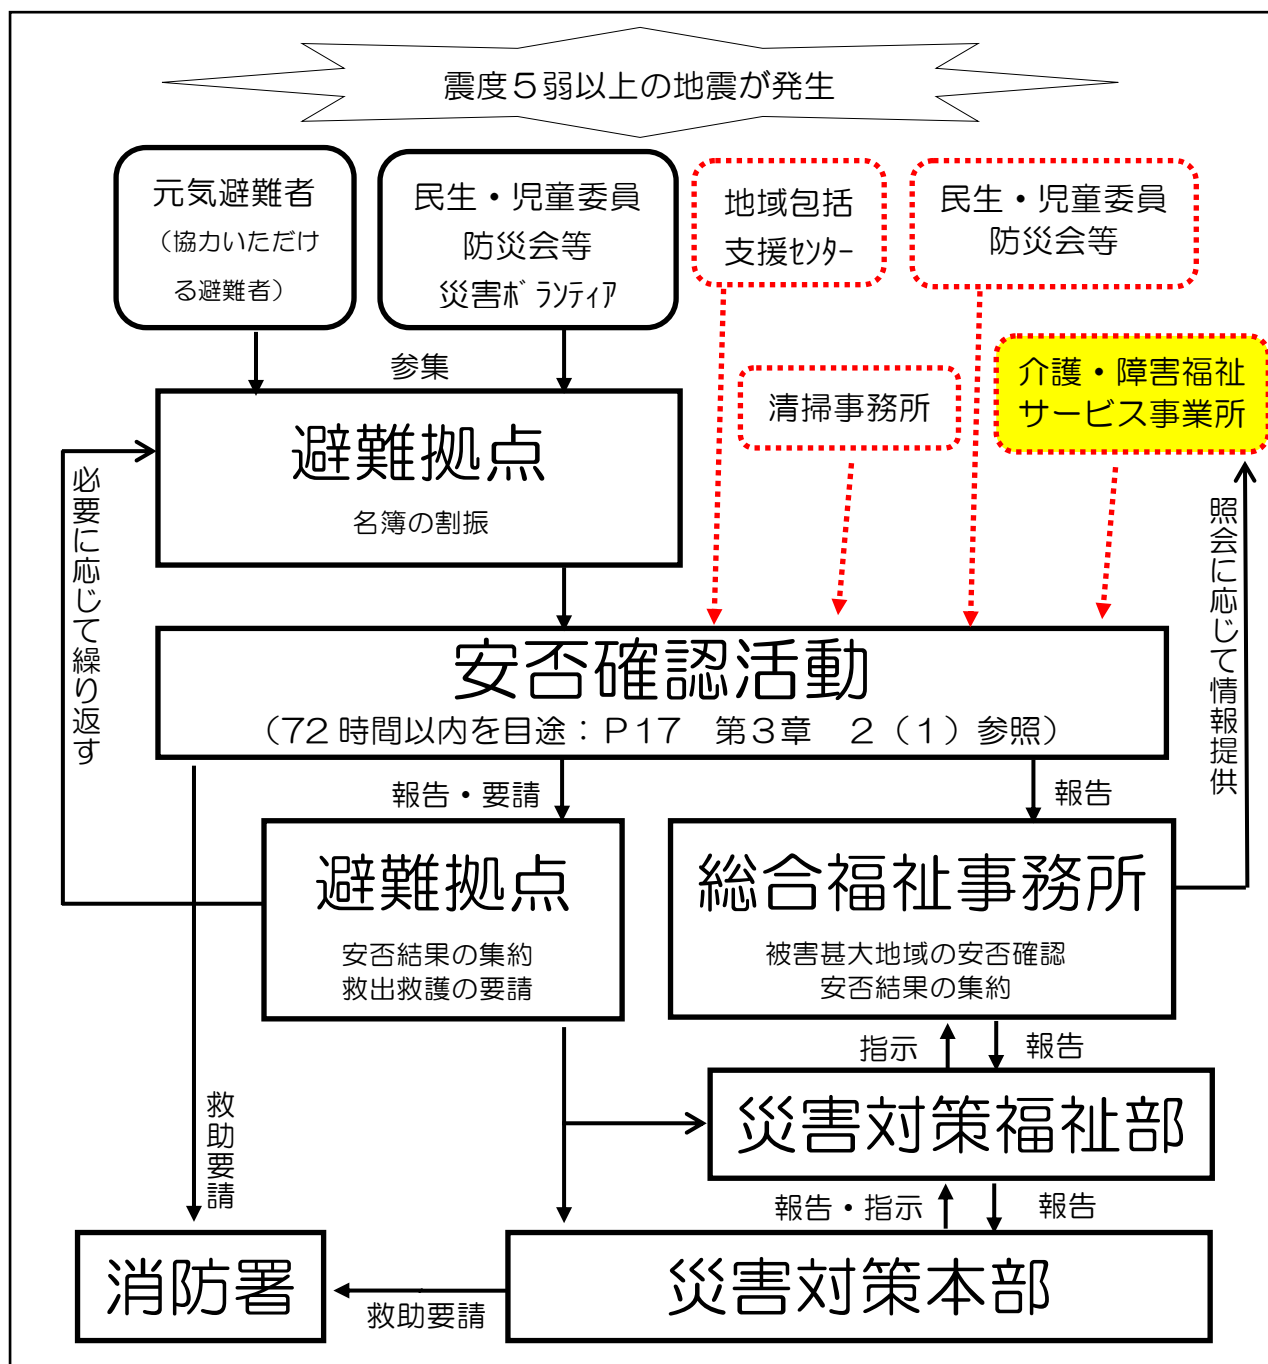 震度５弱以上の地震が発生
元気避難者
（協力いただけ
る避難者）
民生・児童委員
防災会等
災害ﾎﾞﾗﾝﾃｨｱ
地域包括
支援ｾﾝﾀｰ
民生・児童委員
防災会等
参集
清掃事務所
介護・障害福祉
サービス事業所
避難拠点
名簿の割振
必要に応じて繰り返す
照会に応じて情報提供
安否確認活動
（72 時間以内を目途：Ｐ17　第３章　２（１）参照）
報告・要請
報告
避難拠点
安否結果の集約
救出救護の要請
総合福祉事務所
被害甚大地域の安否確認
安否結果の集約
指示
報告
救助要請
災害対策福祉部
報告・指示
報告
消防署
救助要請
災害対策本部